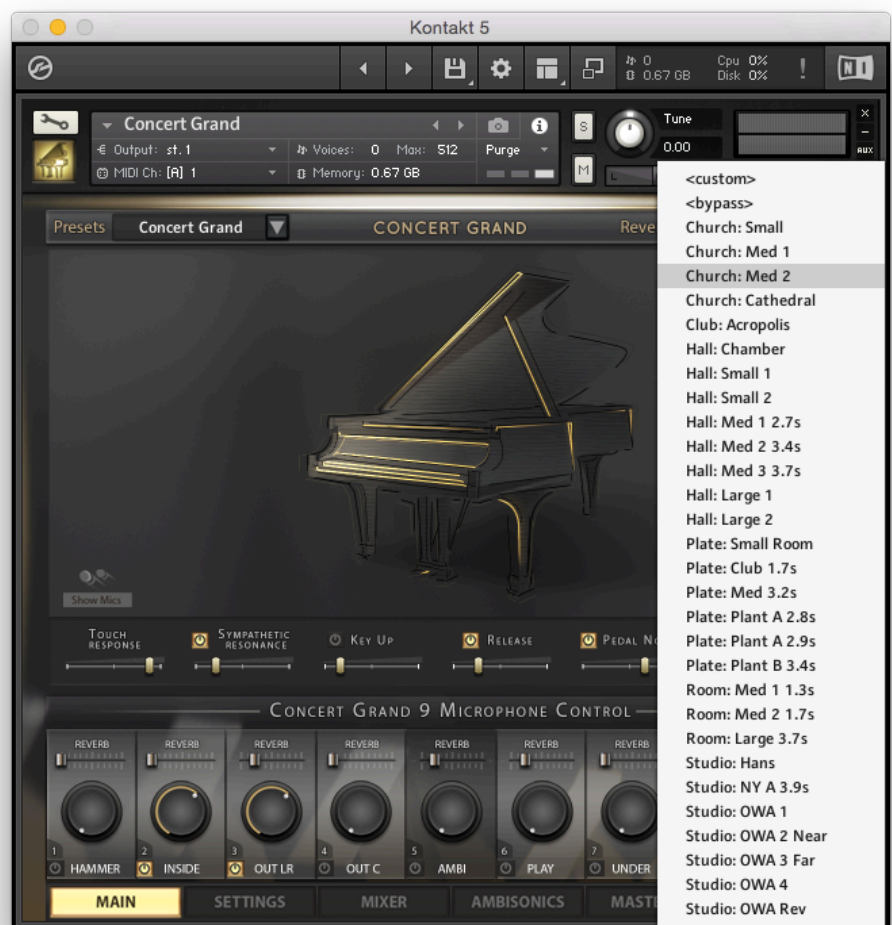 Kontakt 5
0
0.67 GB
Cpu 0%
Disk 0%
!
NI
Concert Grand
Output: st.1
Voices: 0 Max: 512
Purge
MIDI Ch: [A] 1
Memory: 0.67 GB
S
M
Tune
0.00
L
AUX
<custom>
<bypass>
Church: Small
Church: Med 1
Church: Med 2
Church: Cathedral
Club: Acropolis
Hall: Chamber
Hall: Small 1
Hall: Small 2
Hall: Med 1 2.7s
Hall: Med 2 3.4s
Hall: Med 3 3.7s
Hall: Large 1
Hall: Large 2
Plate: Small Room
Plate: Club 1.7s
Plate: Med 3.2s
Plate: Plant A 2.8s
Plate: Plant A 2.9s
Plate: Plant B 3.4s
Room: Med 1 1.3s
Room: Med 2 1.7s
Room: Large 3.7s
Studio: Hans
Studio: NY A 3.9s
Studio: OWA 1
Studio: OWA 2 Near
Studio: OWA 3 Far
Studio: OWA 4
Studio: OWA Rev
Presets
Concert Grand
CONCERT GRAND
Reve
Show Mics
TOUCH RESPONSE
SYMPATHETIC RESONANCE
KEY UP
RELEASE
PEDAL NO
CONCERT GRAND 9 MICROPHONE CONTROL
REVERB REVERB REVERB REVERB REVERB REVERB REVERB
1 2 3 4 5 6 7
HAMMER INSIDE OUT LR OUT C AMBI PLAY UNDER
MAIN SETTINGS MIXER AMBISONICS MAST